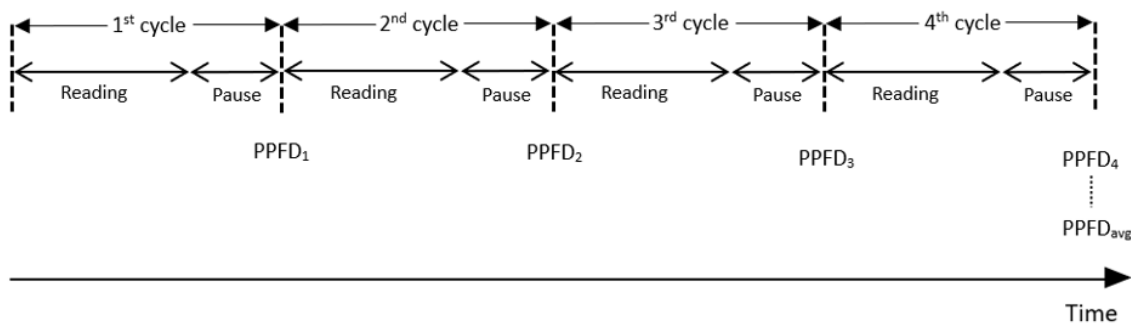 1st cycle 2nd cycle 3rd cycle 4th cycle
Reading Pause Reading Pause Reading Pause Reading Pause
PPFD1 PPFD2 PPFD3 PPFD4
PPFDavg
Time